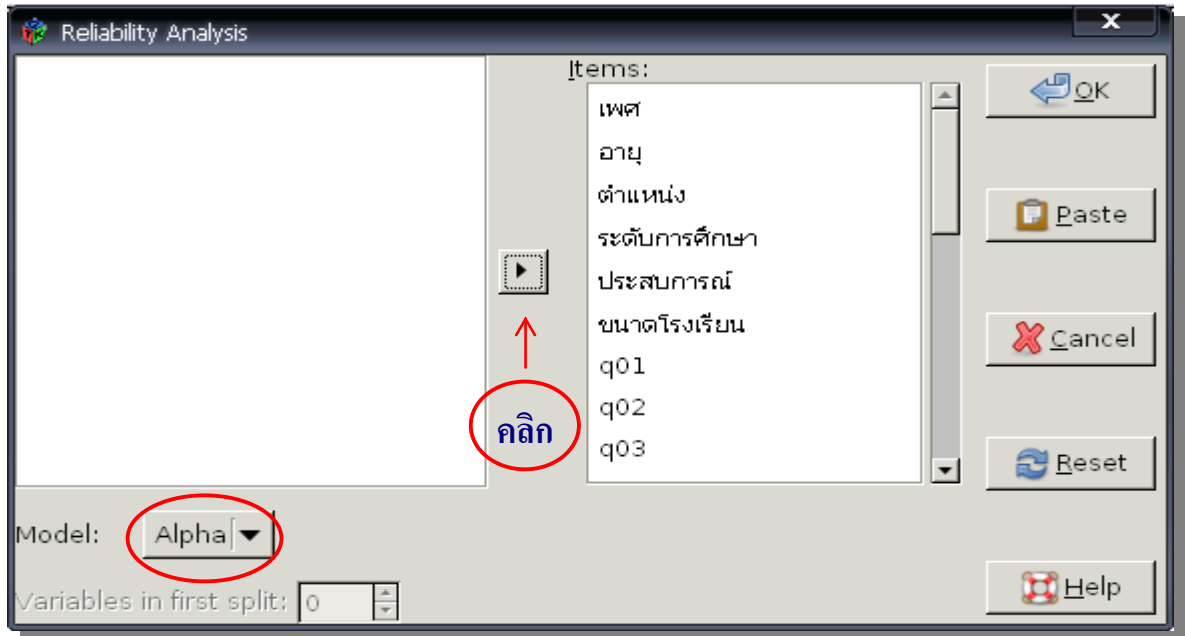 Reliability Analysis
Items:
เพศ
อายุ
ตำแหน่ง
ระดับการศึกษา
ประสบการณ์
ขนาดโรงเรียน
q01
q02
q03
คลิก
OK
Paste
Cancel
Reset
Help
Model: Alpha
Variables in first split: 0